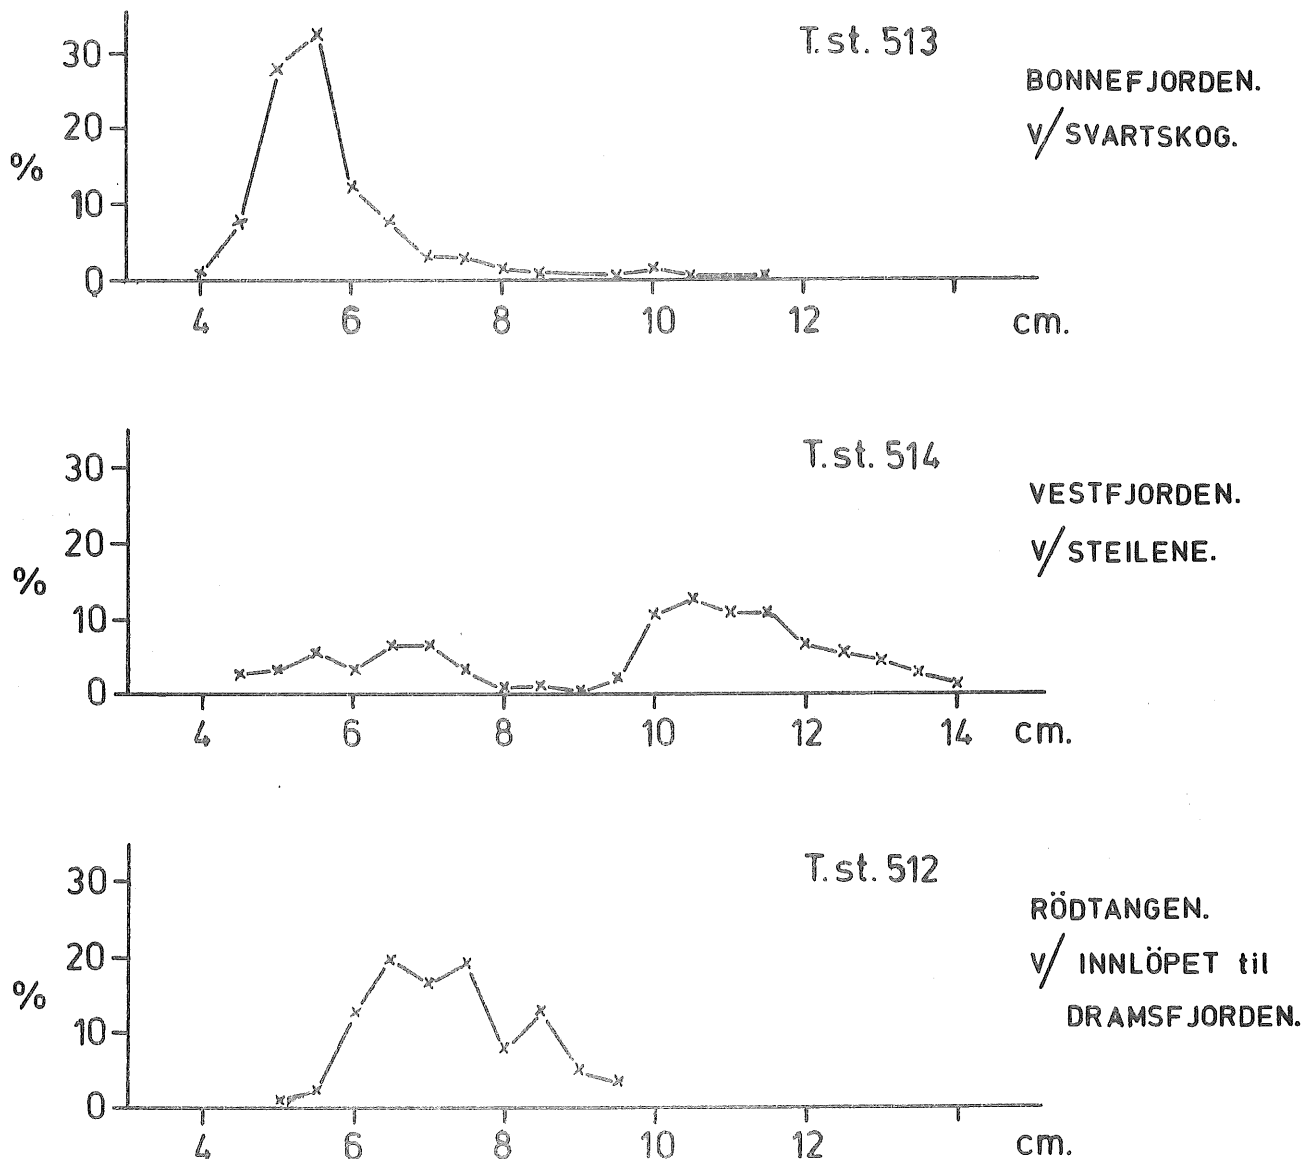 T.st. 513
BONNEFJORDEN.
V/SVARTSKOG.
%
30
20
10
0
4 6 8 10 12 cm.
T.st. 514
VESTFJORDEN.
V/STEILENE.
%
30
20
10
0
4 6 8 10 12 14 cm.
T.st. 512
RÖDTANGEN.
V/ INNLÖPET til
DRAMSFJORDEN.
%
30
20
10
0
4 6 8 10 12 cm.